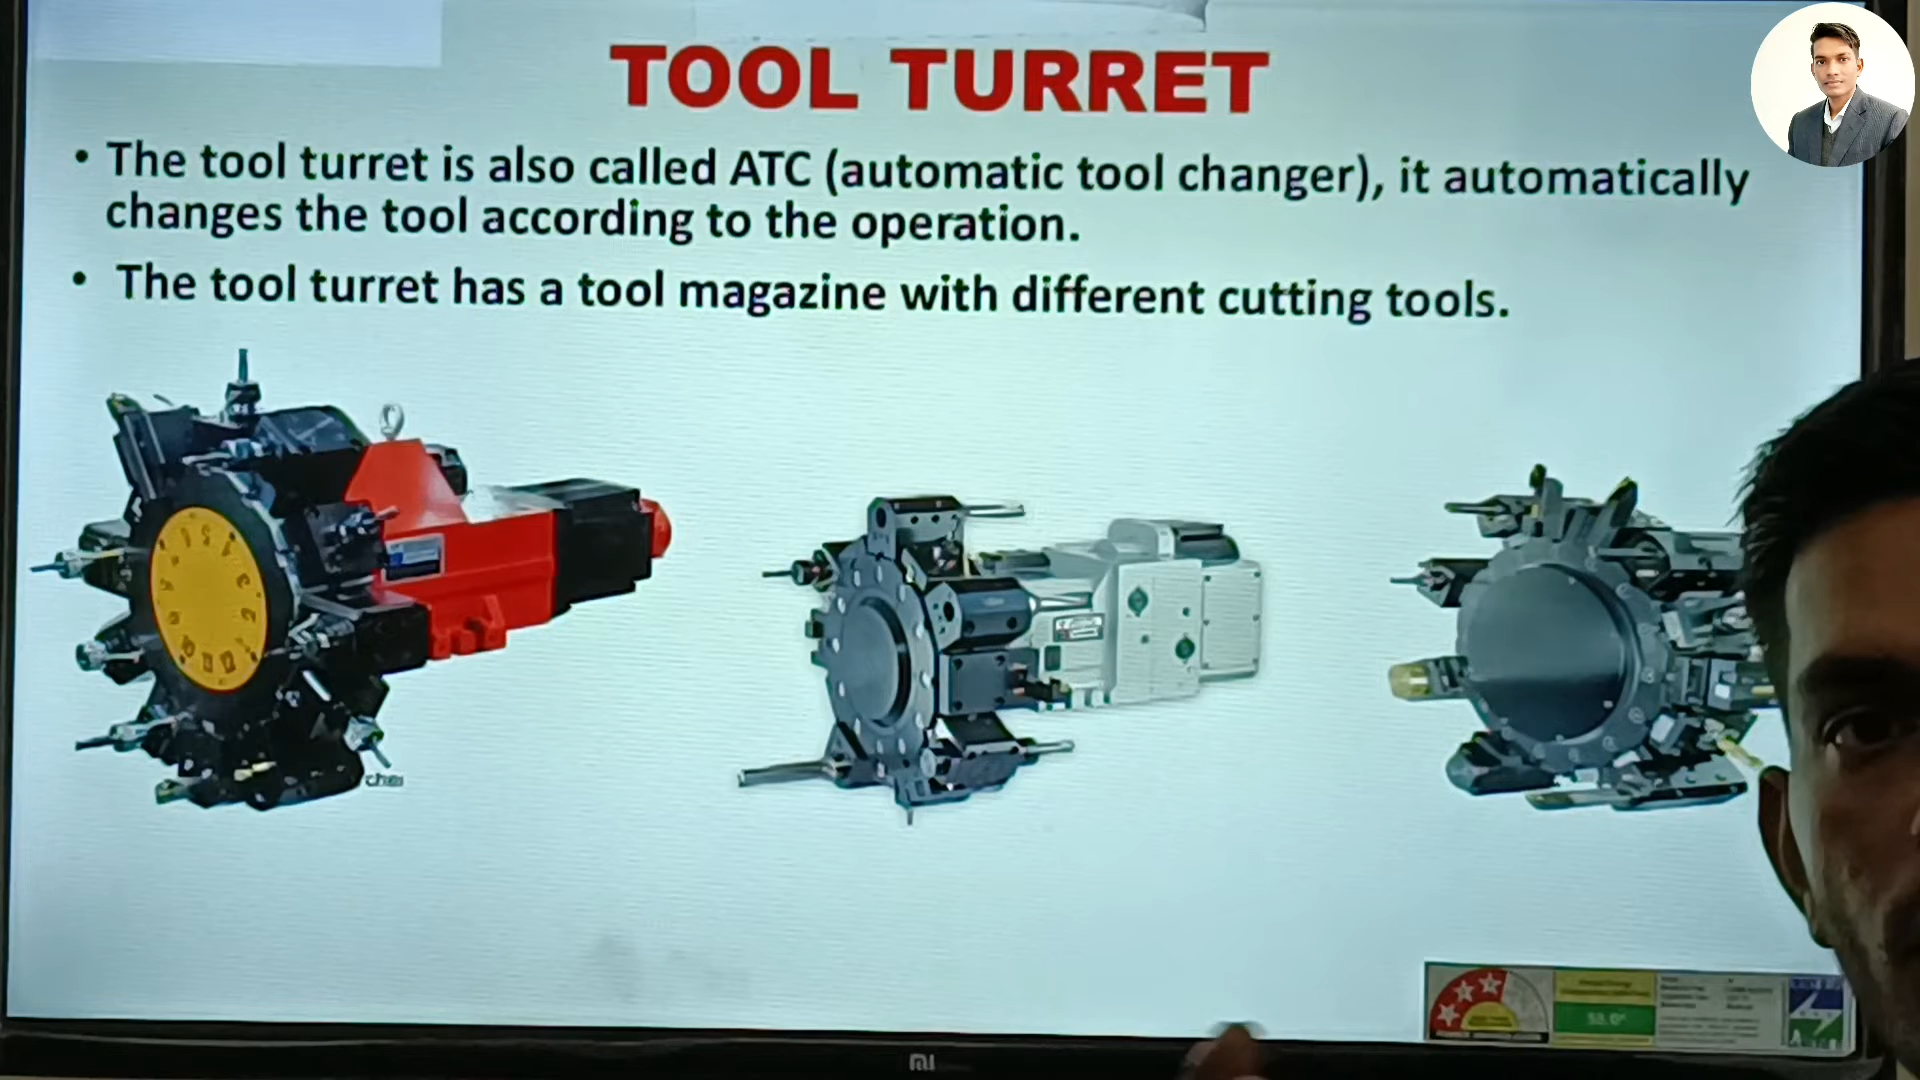 TOOL TURRET
• The tool turret is also called ATC (automatic tool changer), it automatically
changes the tool according to the operation.
• The tool turret has a tool magazine with different cutting tools.
mi